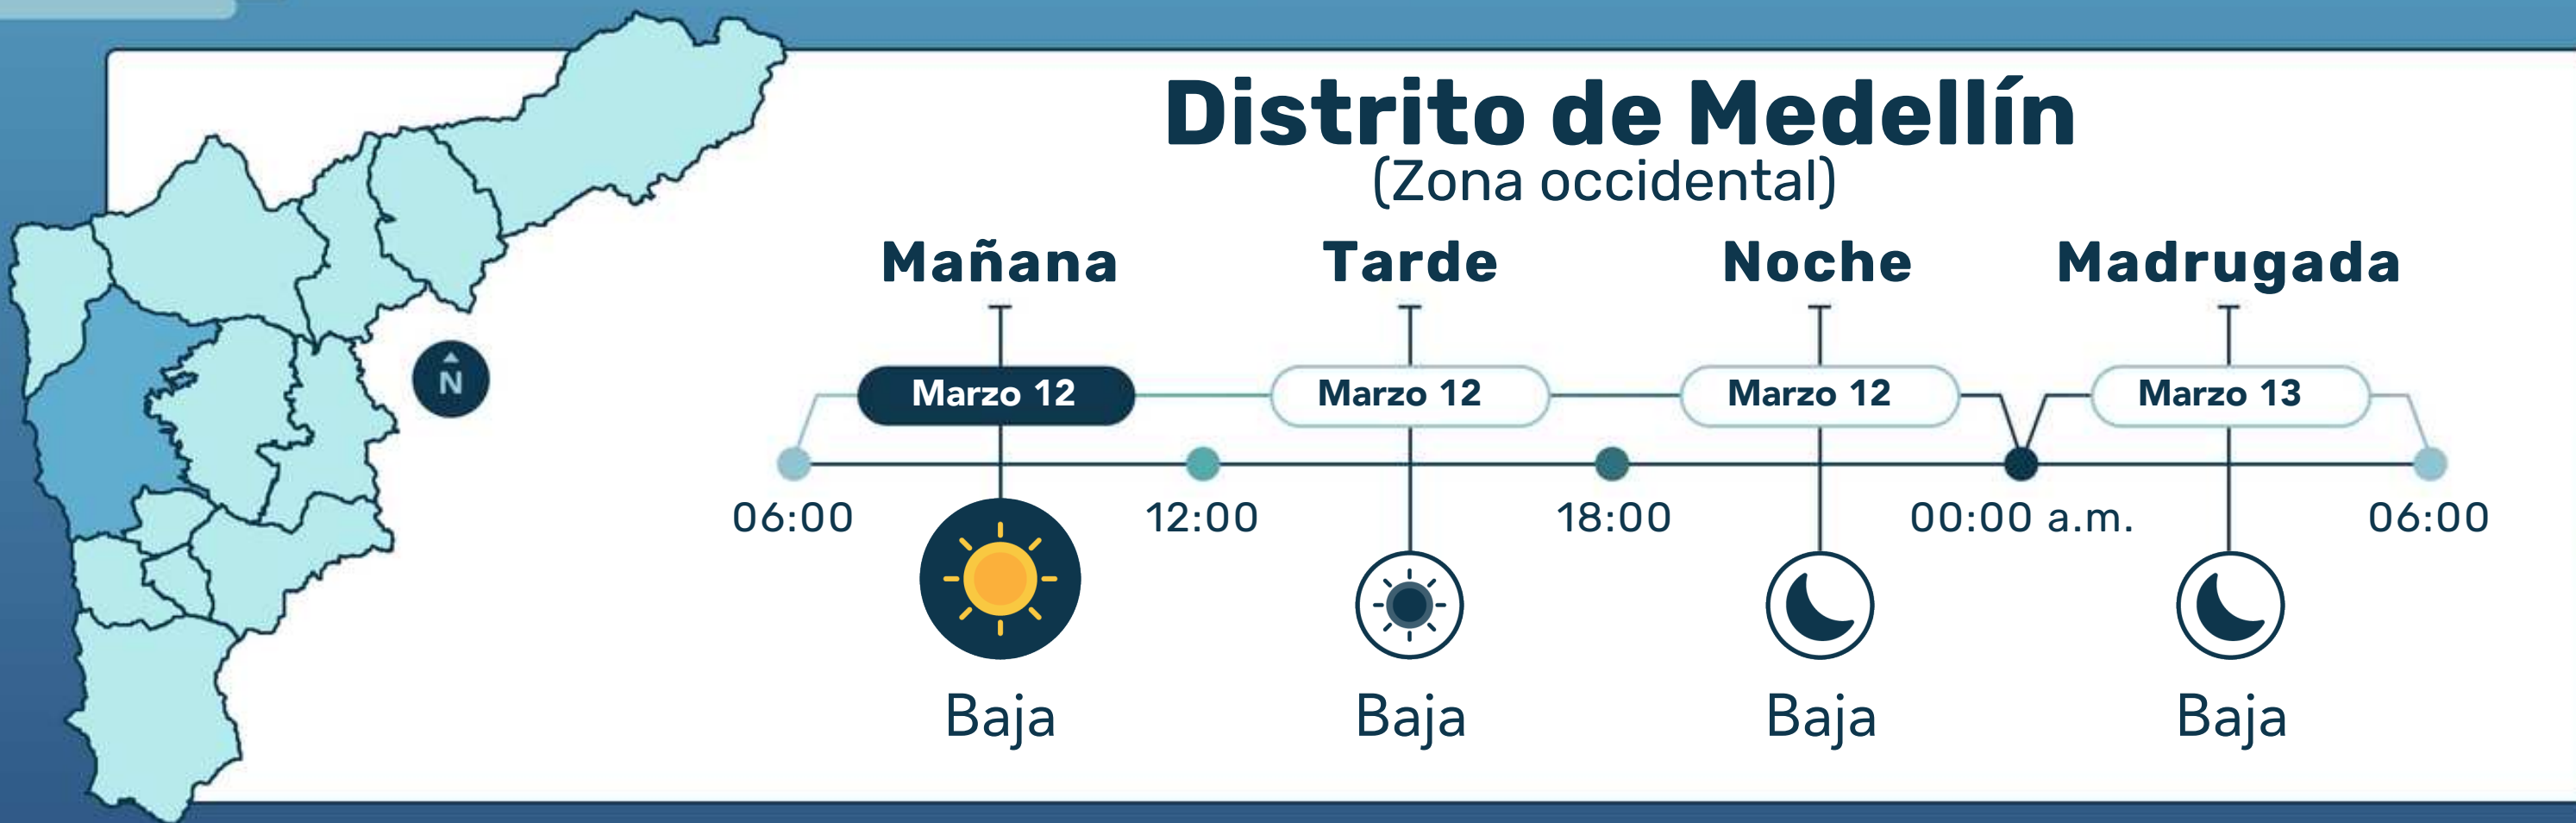 Distrito de Medellín
(Zona occidental)
Mañana Tarde Noche Madrugada
N
Marzo 12 Marzo 12 Marzo 12 Marzo 13
06:00 12:00 18:00 00:00 a.m. 06:00
Baja Baja Baja Baja